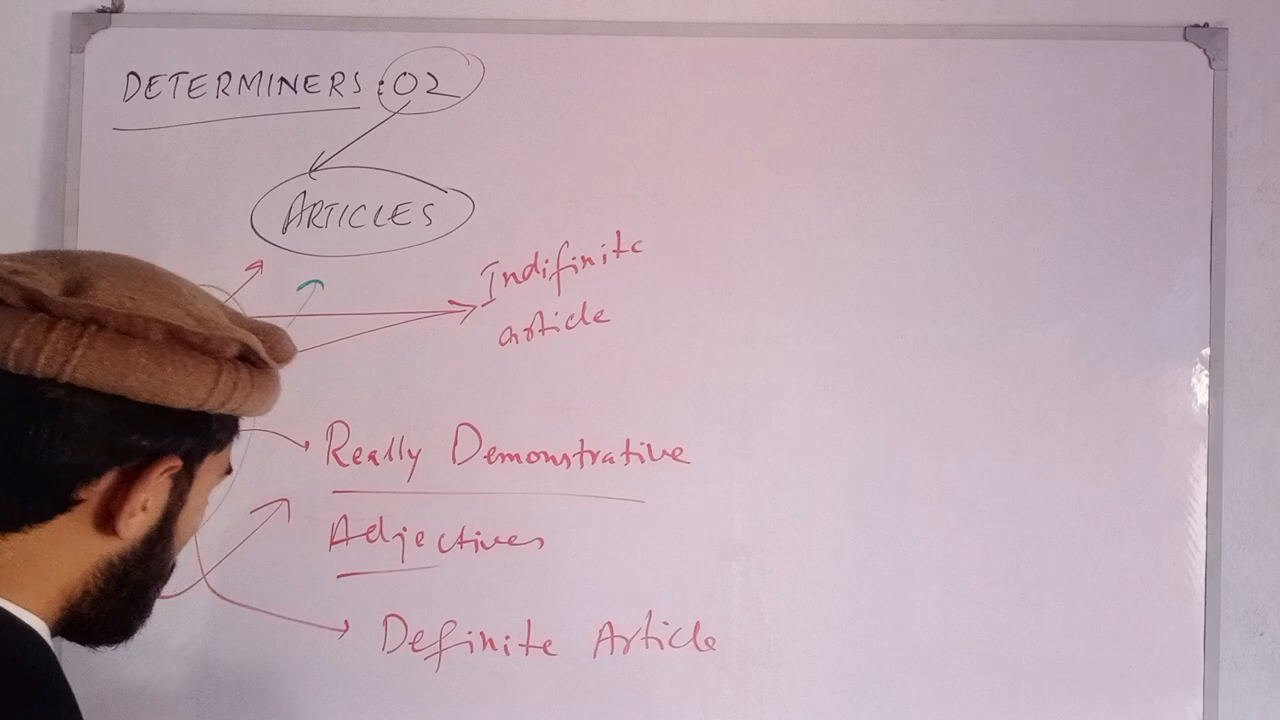 DETERMINERS :02
ARTICLES
Indifinite
article
Really Demonstrative
Adjectives
Definite Article